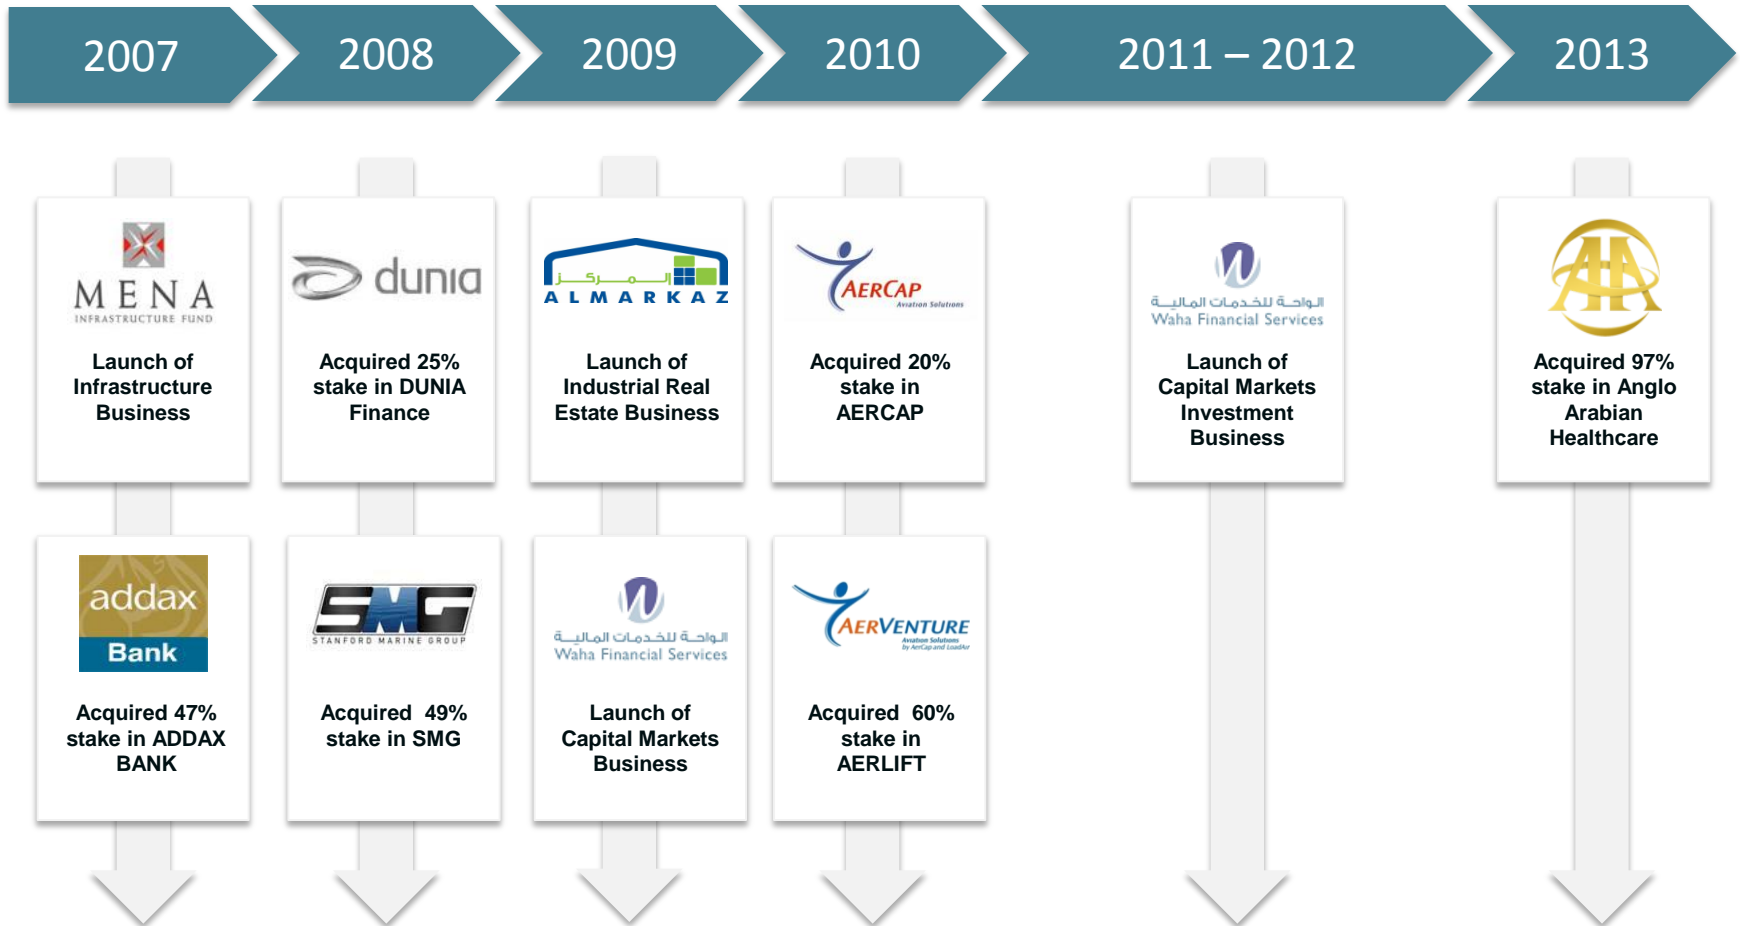 2007
2008
2009
2010
2011 – 2012
2013
MENA
INFRASTRUCTURE FUND
Launch of
Infrastructure
Business
dunia
Acquired 25%
stake in DUNIA
Finance
المركز
ALMARKAZ
Launch of
Industrial Real
Estate Business
AERCAP
Aviation Solutions
Acquired 20%
stake in
AERCAP
الواحة للخدمات المالية
Waha Financial Services
Launch of
Capital Markets
Investment
Business
Acquired 97%
stake in Anglo
Arabian
Healthcare
addax
Bank
Acquired 47%
stake in ADDAX
BANK
SMG
STANFORD MARINE GROUP
Acquired 49%
stake in SMG
الواحة للخدمات المالية
Waha Financial Services
Launch of
Capital Markets
Business
AERVENTURE
Aviation Solutions
by AerCap and LoadAir
Acquired 60%
stake in
AERLIFT